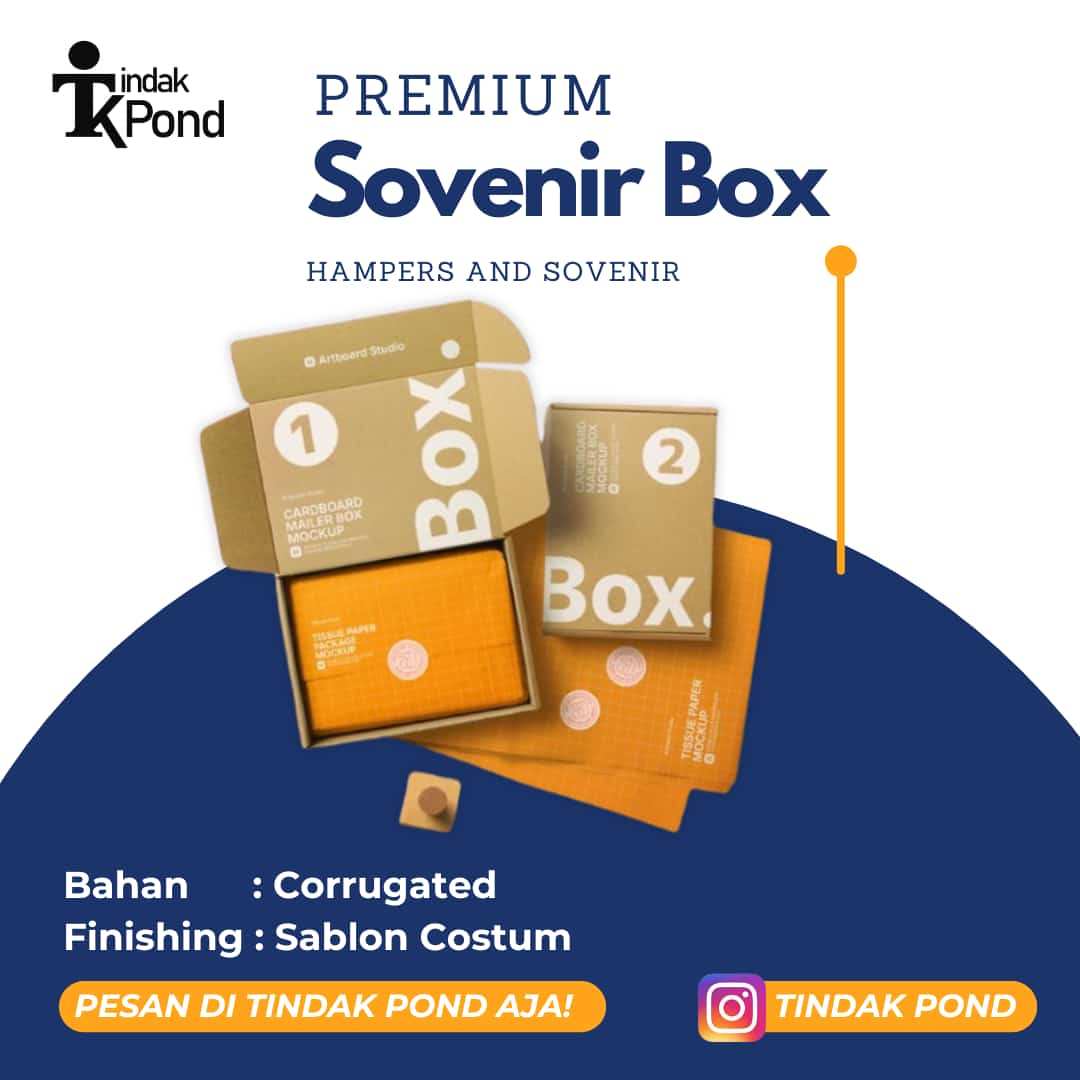 indak
Pond
PREMIUM
Sovenir Box
HAMPERS AND SOVENIR
Artboard Studio
1
Box.
CARDBOARD
MAILER BOX
MOCKUP
TISSUE PAPER
PACKAGE
MOCKUP
CARDBOARD
MAILER BOX
MOCKUP
2
Box.
TISSUE PAPER
MOCKUP
Bahan : Corrugated
Finishing : Sablon Costum
PESAN DI TINDAK POND AJA!
TINDAK POND